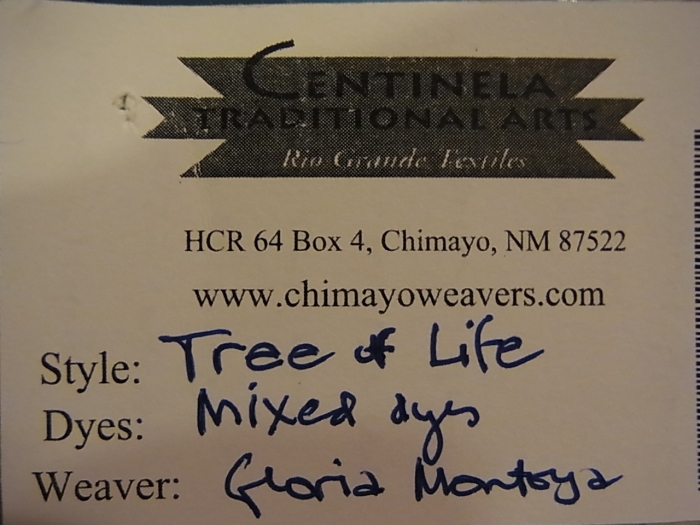 CENTINELA
TRADITIONAL ARTS
Rio Grande Textiles
HCR 64 Box 4, Chimayo, NM 87522
www.chimayoweavers.com
Style: Tree of Life
Dyes: Mixed dyes
Weaver: Gloria Montoya